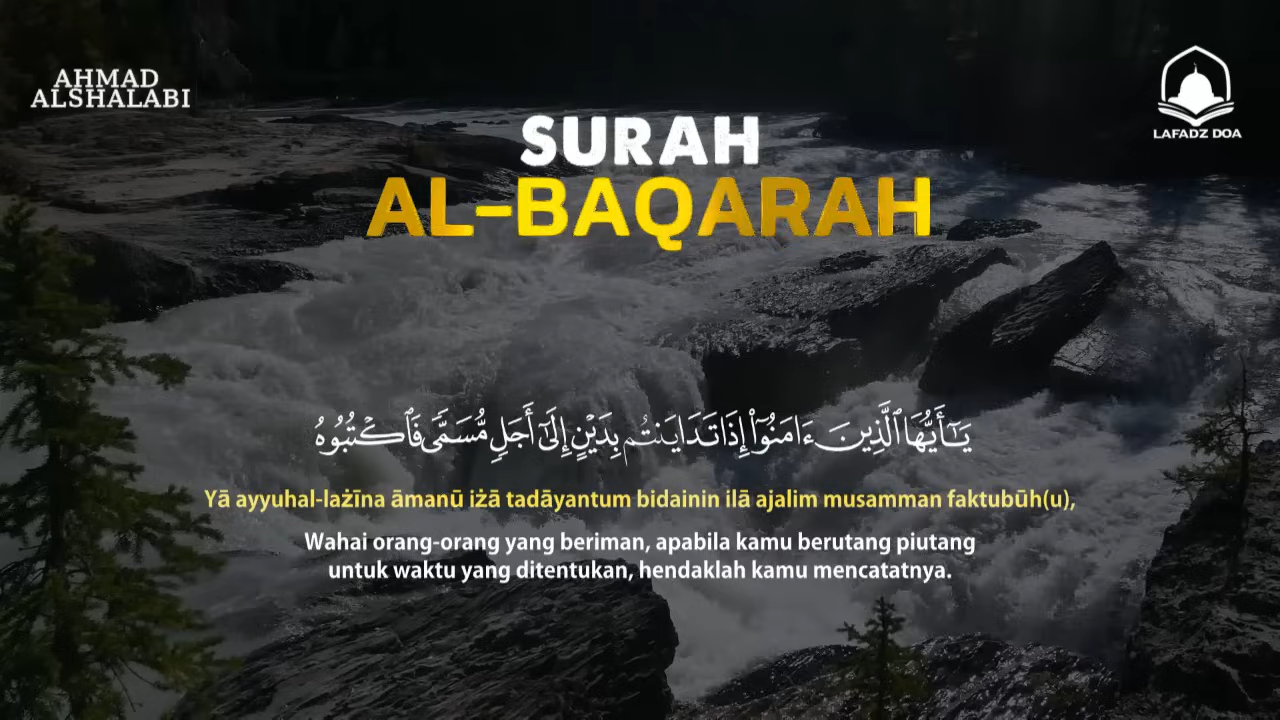 AHMAD
ALSHALABI
LAFADZ DOA
SURAH
AL-BAQARAH
يَـٰٓأَيُّهَا ٱلَّذِينَ ءَامَنُوٓا۟ إِذَا تَدَايَنتُم بِدَيْنٍ إِلَىٰٓ أَجَلٍ مُّسَمًّى فَٱكْتُبُوهُ
Yā ayyuhal-lażīna āmanū iżā tadāyantum bidainin ilā ajalim musamman faktubūh(u),
Wahai orang-orang yang beriman, apabila kamu berutang piutang
untuk waktu yang ditentukan, hendaklah kamu mencatatnya.